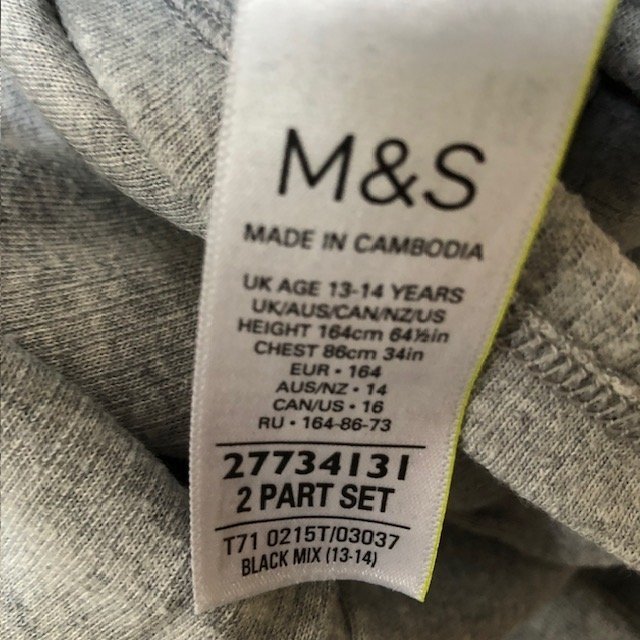 M&S
MADE IN CAMBODIA
UK AGE 13-14 YEARS
UK/AUS/CAN/NZ/US
HEIGHT 164cm 64½in
CHEST 86cm 34in
EUR • 164
AUS/NZ • 14
CAN/US • 16
RU • 164-86-73
27734131
2 PART SET
T71 0215T/03037
BLACK MIX (13-14)